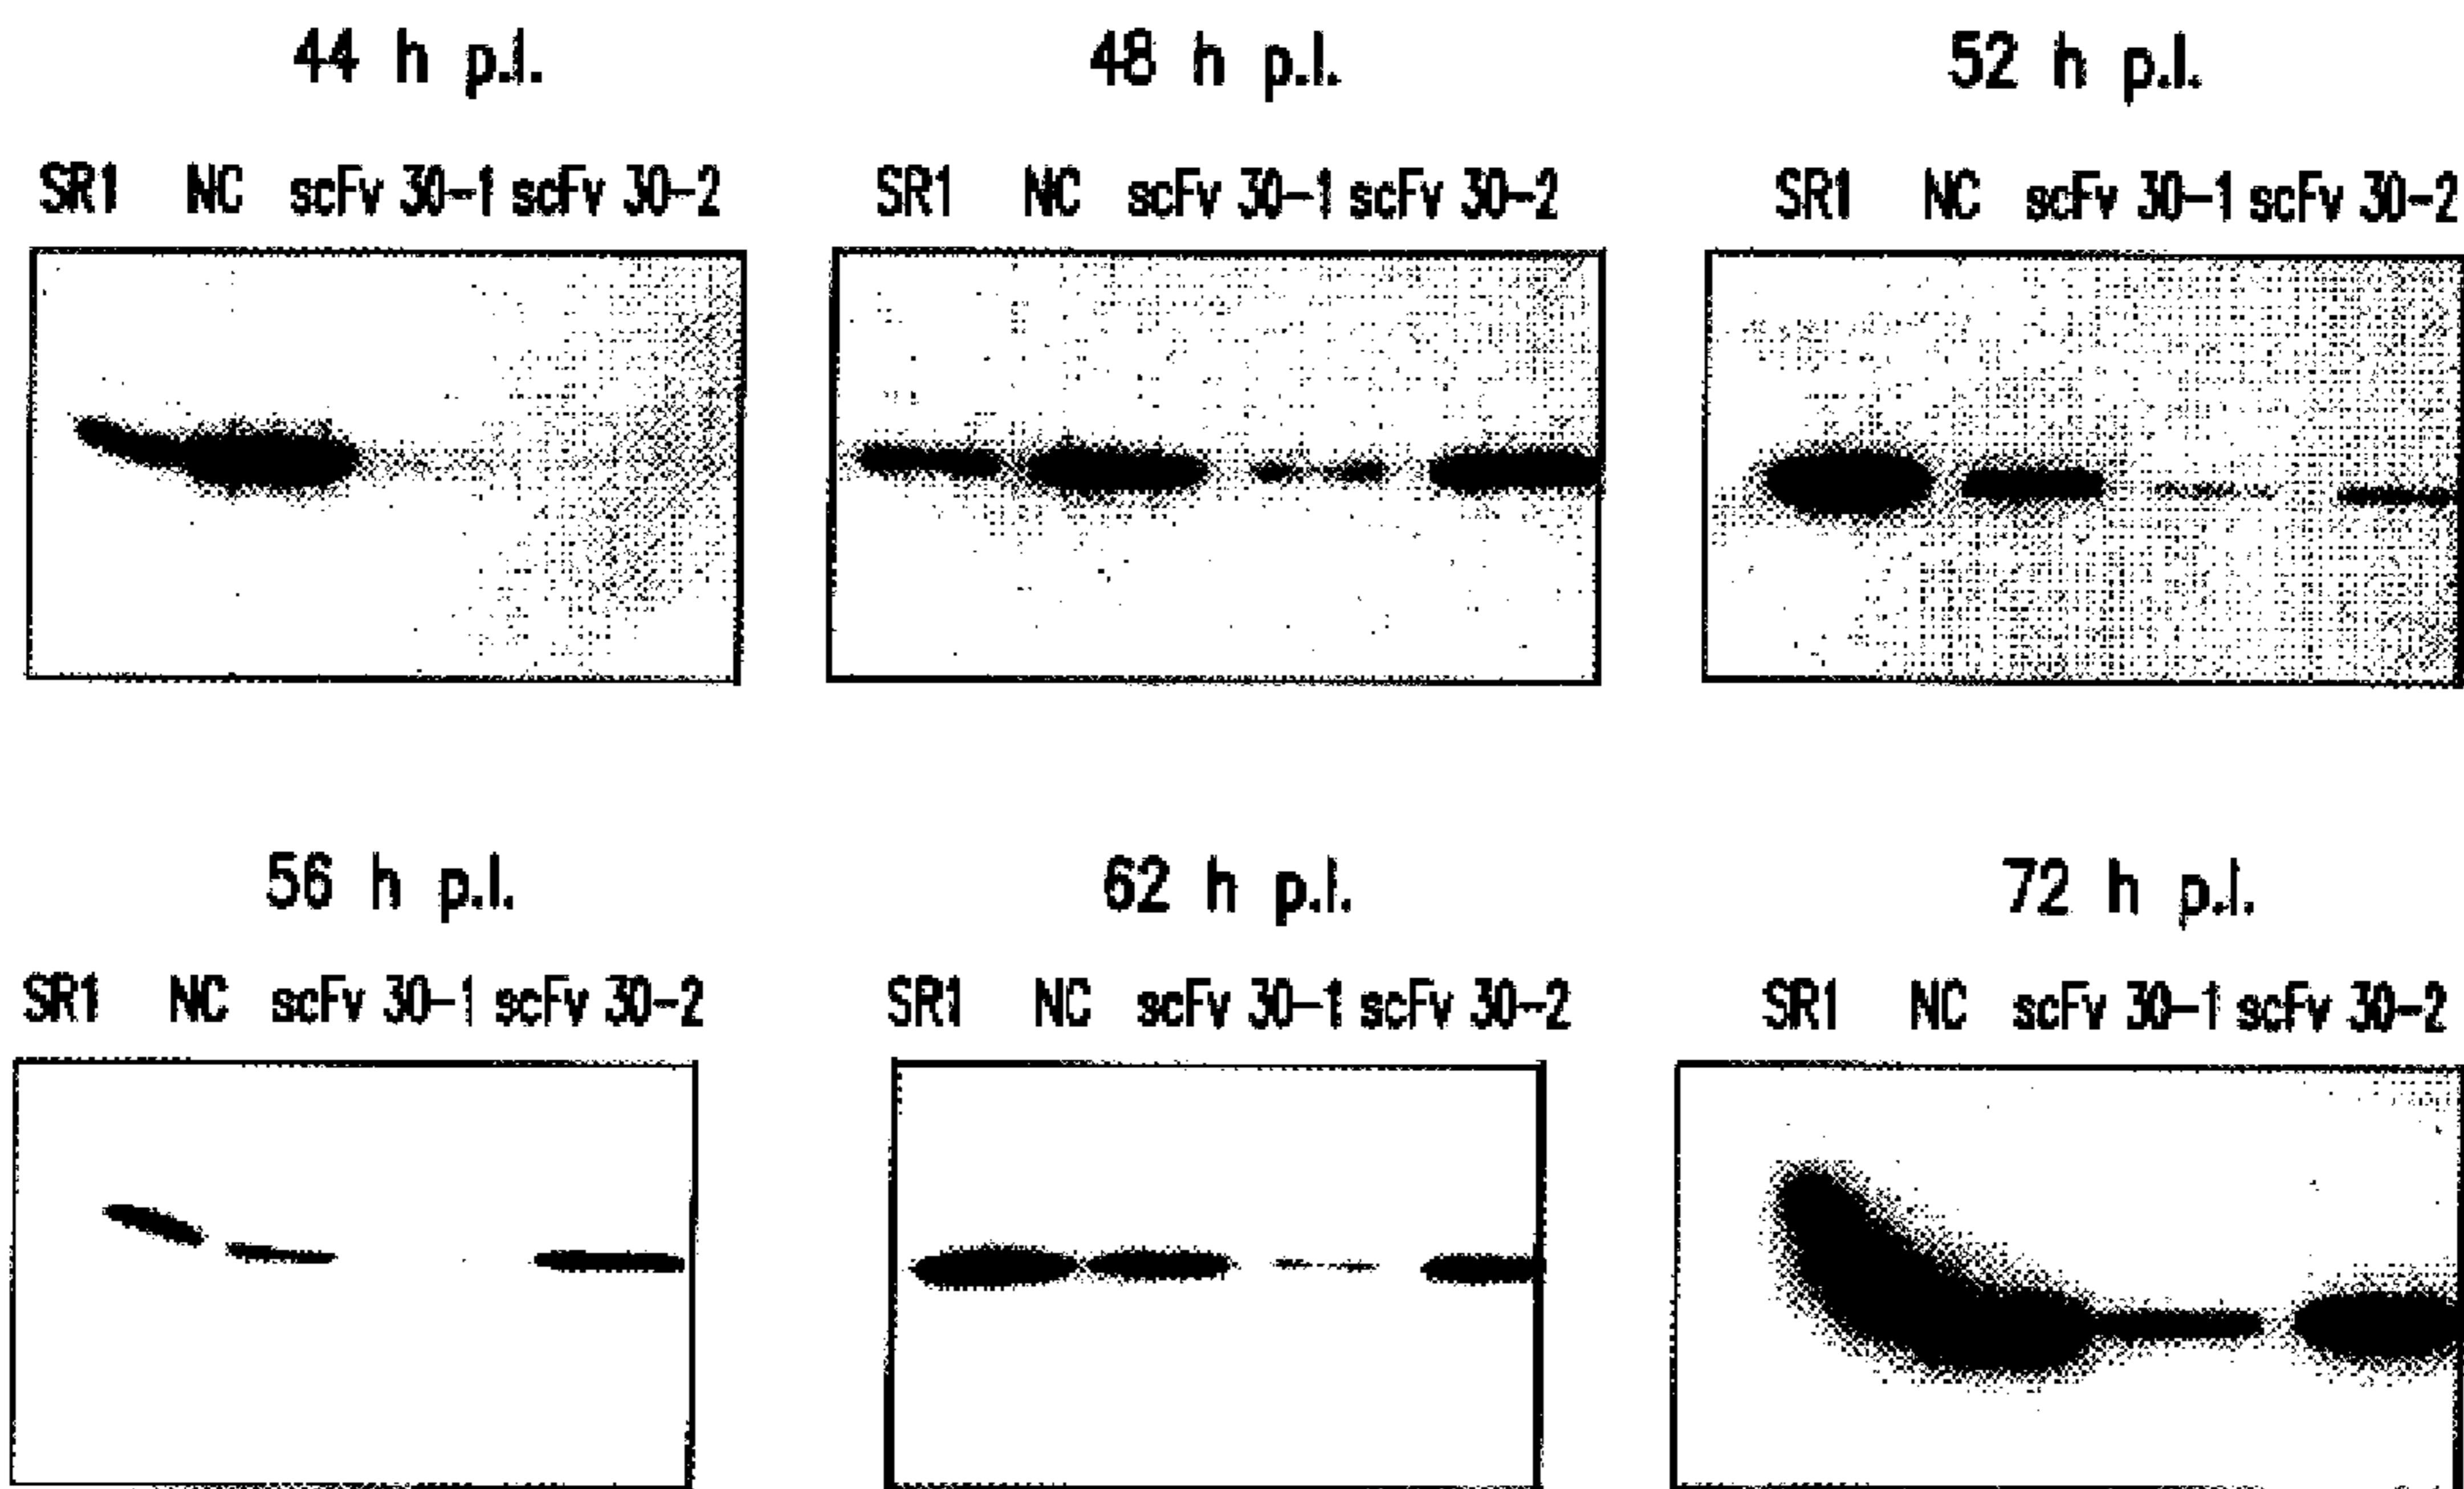 44 h p.I. 48 h p.I. 52 h p.I.
SR1 NC scFv 30-1 scFv 30-2 SR1 NC scFv 30-1 scFv 30-2 SR1 NC scFv 30-1 scFv 30-2
56 h p.I. 62 h p.I. 72 h p.I.
SR1 NC scFv 30-1 scFv 30-2 SR1 NC scFv 30-1 scFv 30-2 SR1 NC scFv 30-1 scFv 30-2